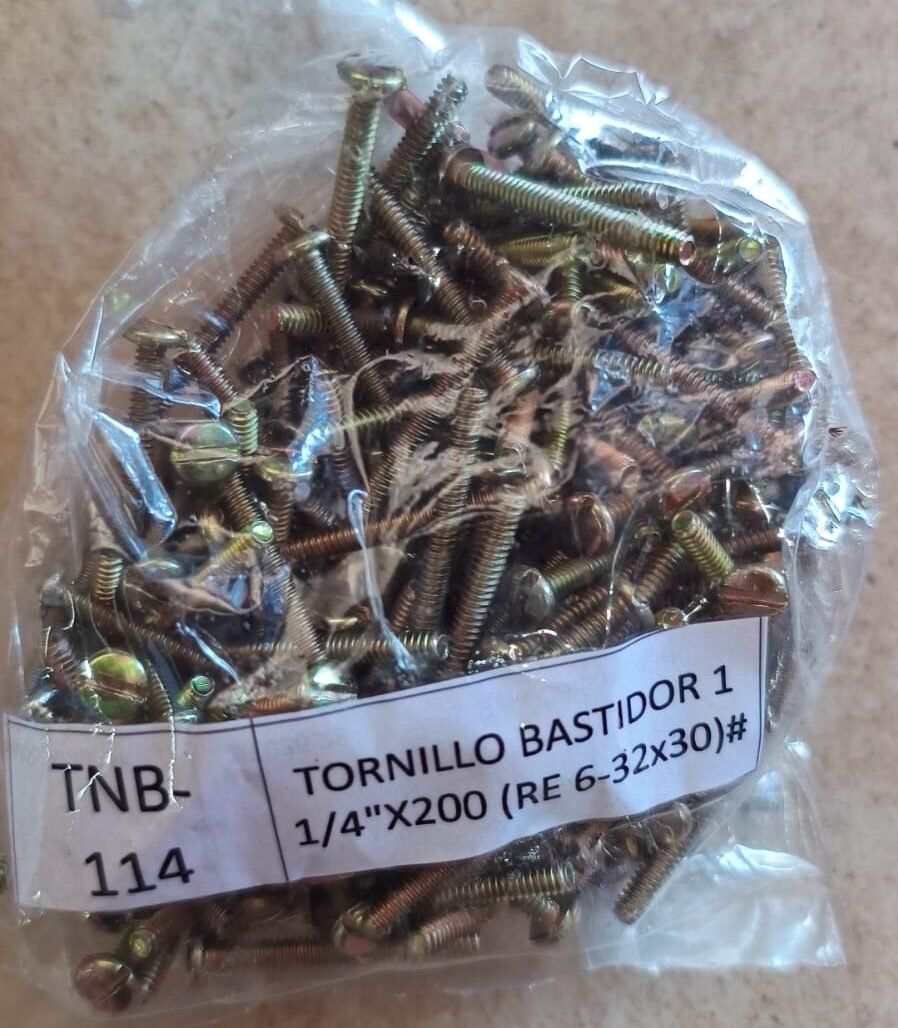 TNB-
114
TORNILLO BASTIDOR 1
1/4"X200 (RE 6-32x30)#